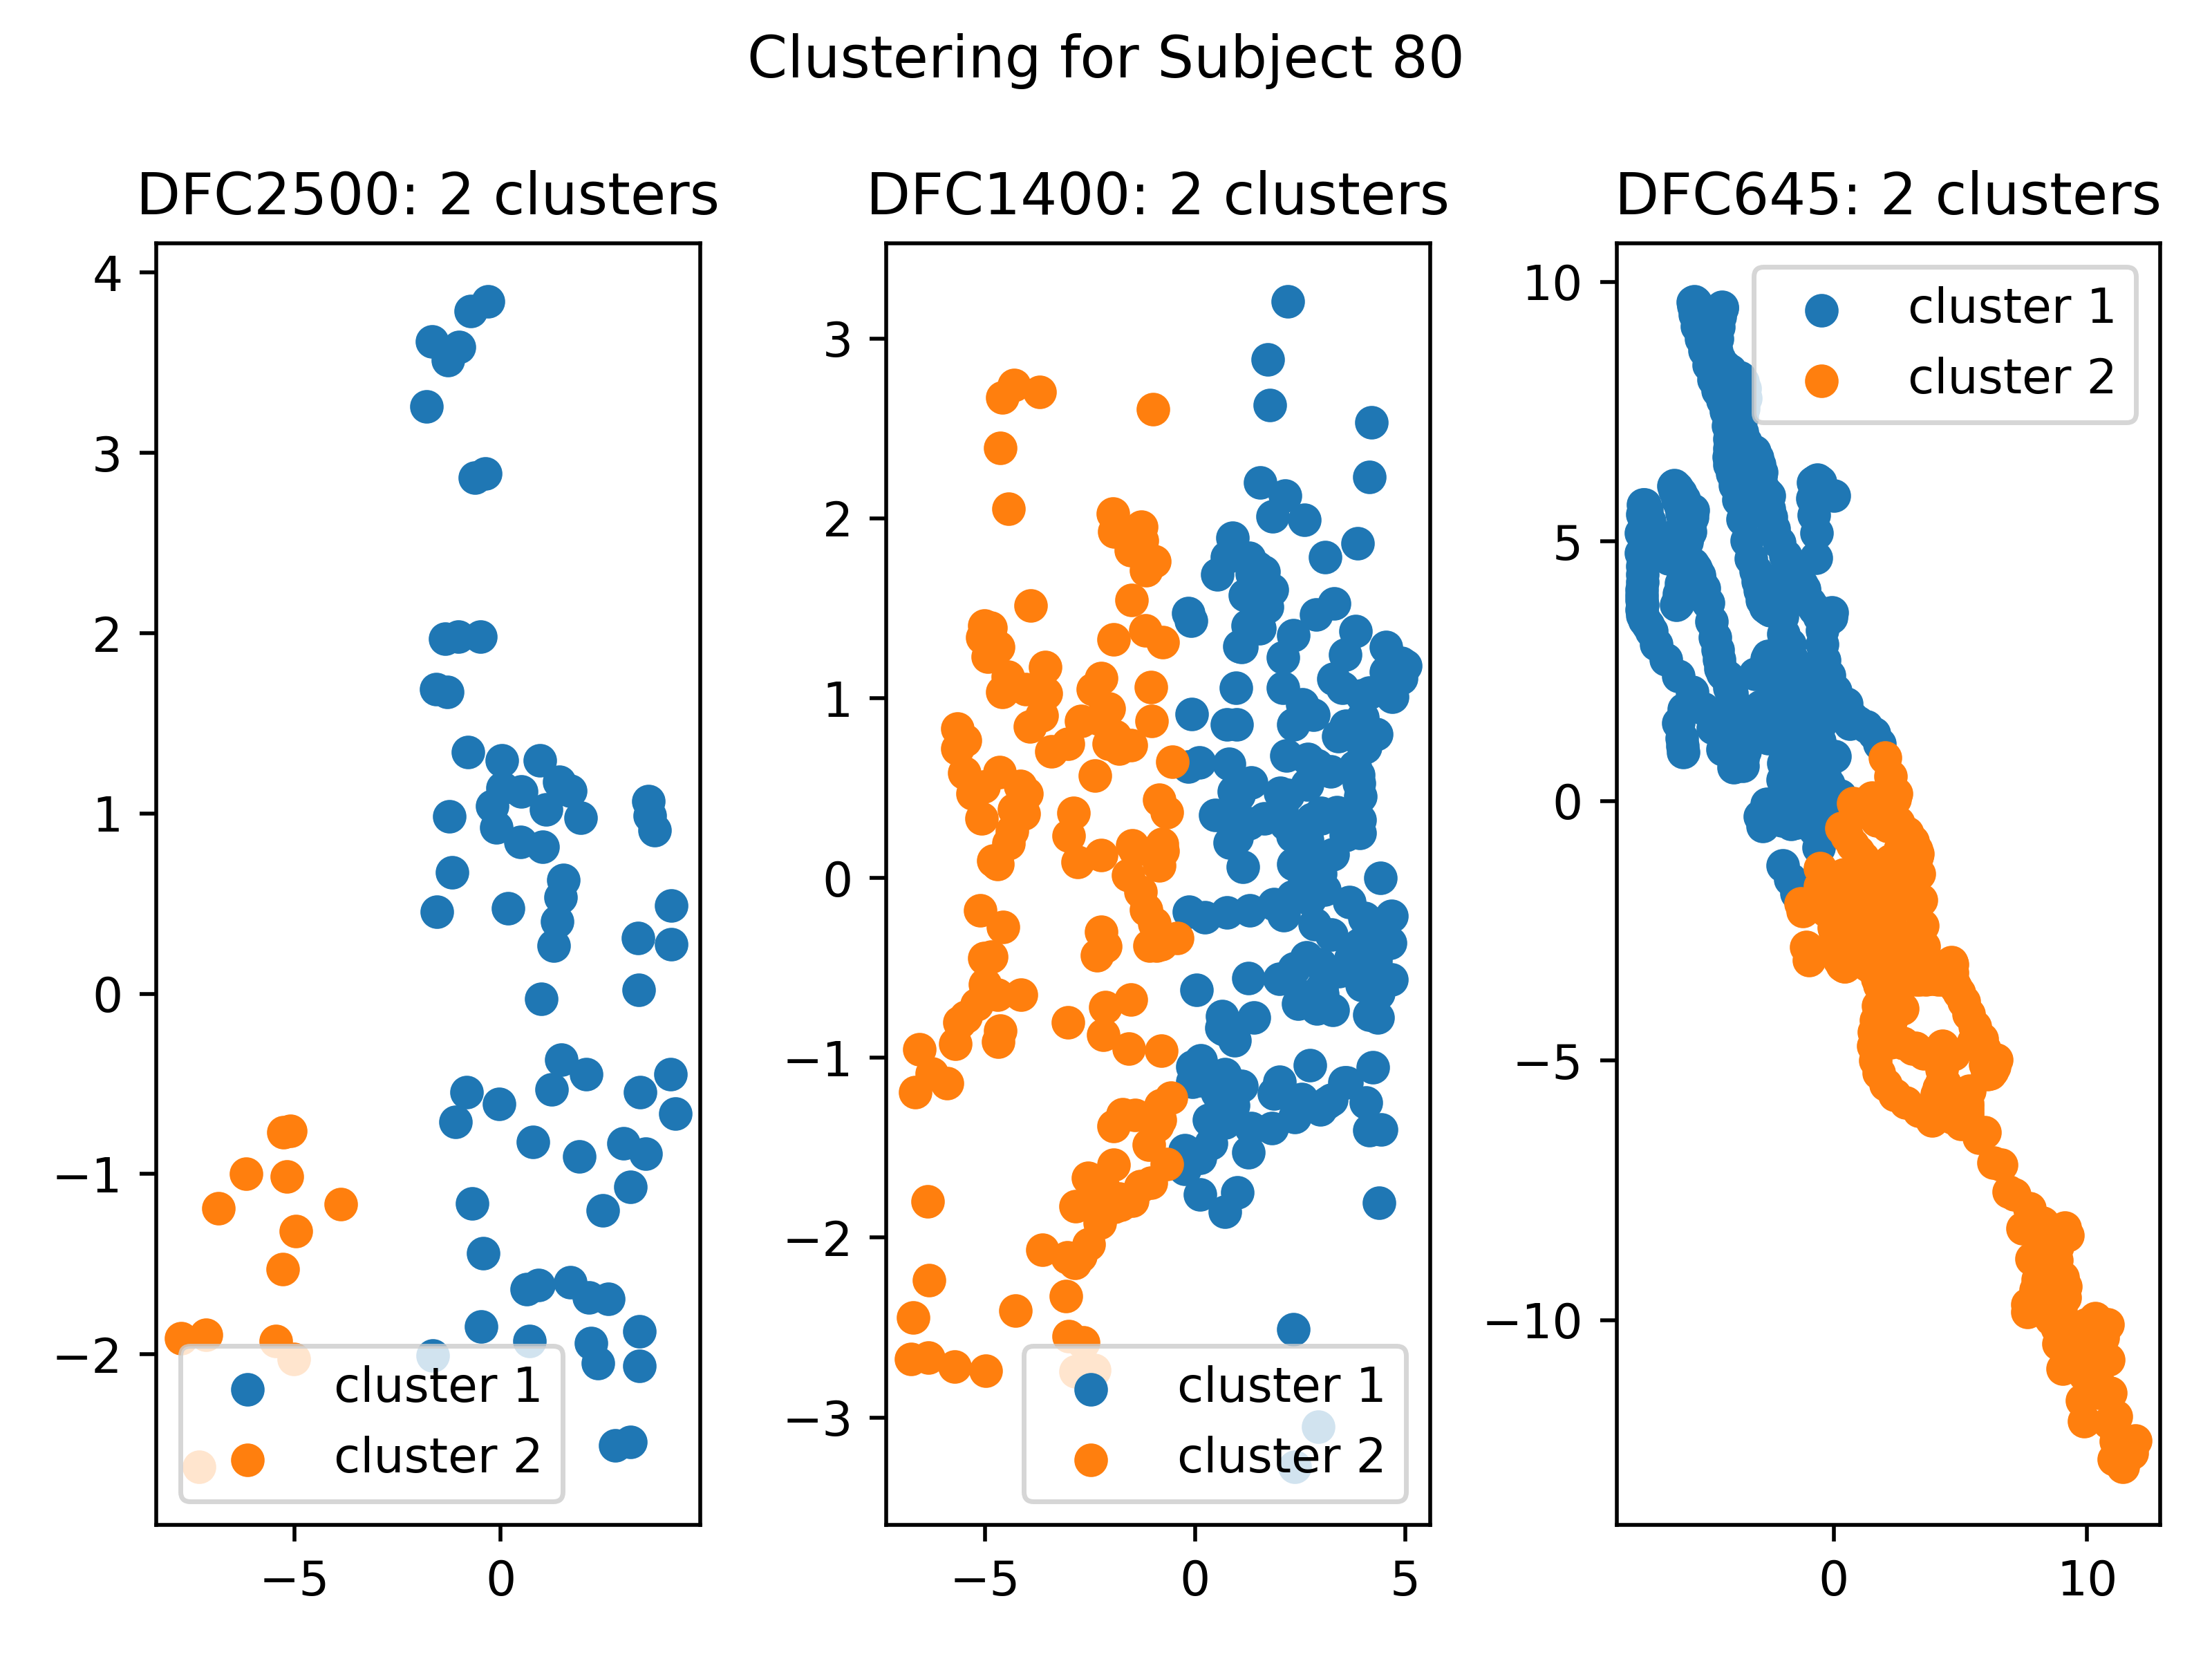 Clustering for Subject 80
DFC2500: 2 clusters
4
3
2
1
0
−1
−2
−5
0
cluster 1
cluster 2
DFC1400: 2 clusters
3
2
1
0
−1
−2
−3
−5
0
5
cluster 1
cluster 2
DFC645: 2 clusters
10
5
0
−5
−10
0
10
cluster 1
cluster 2